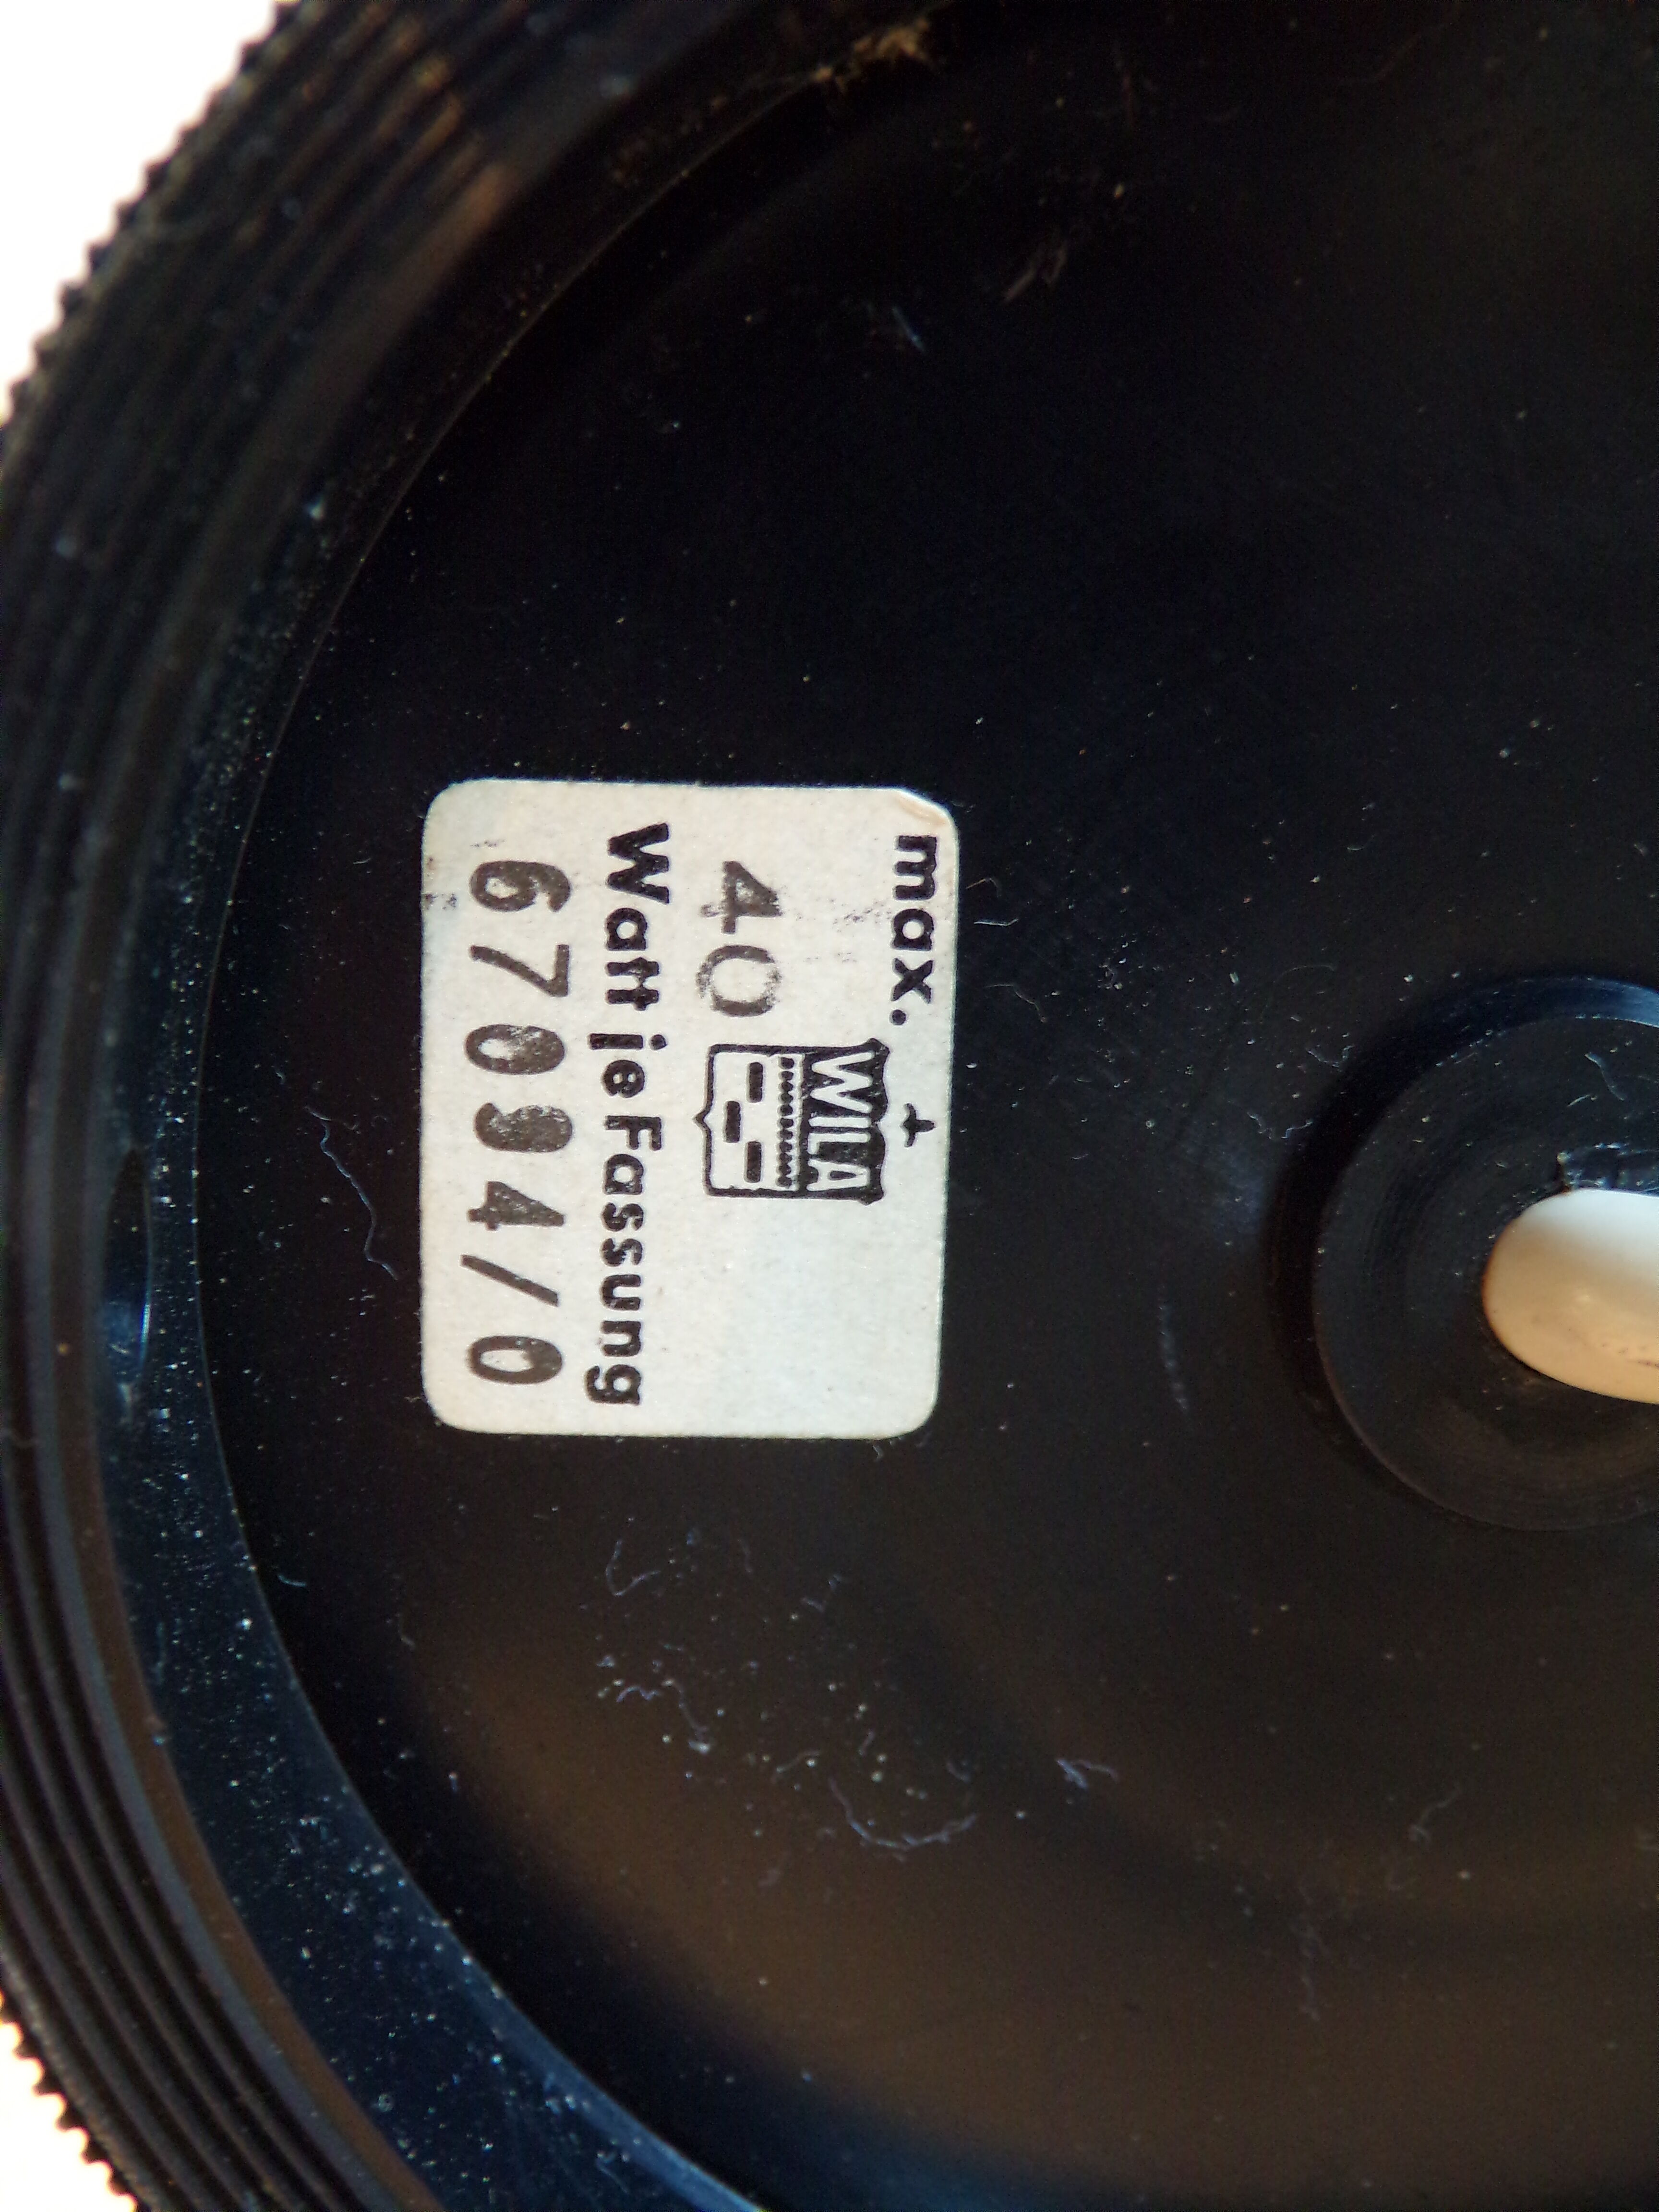 max.
WILA
40
Watt je Fassung
67094/0